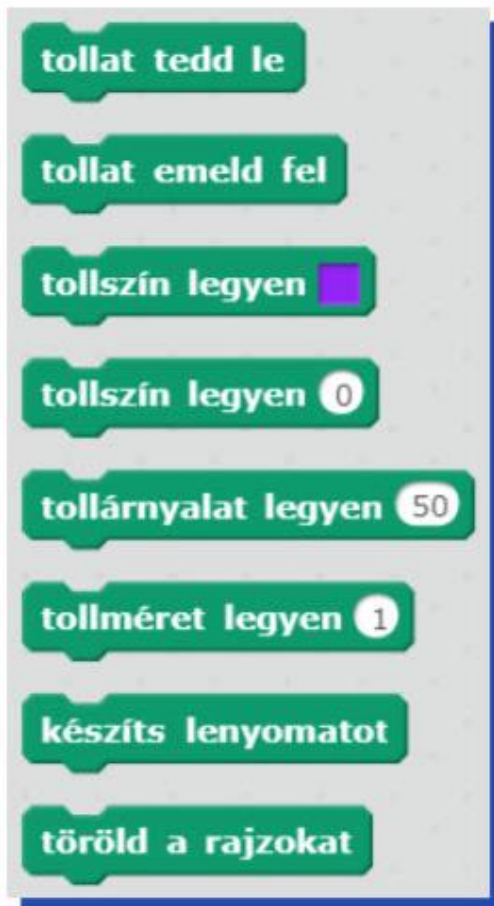 tollat tedd le
tollat emeld fel
tollszín legyen
tollszín legyen 0
tollárnyalat legyen 50
tollméret legyen 1
készíts lenyomatot
töröld a rajzokat